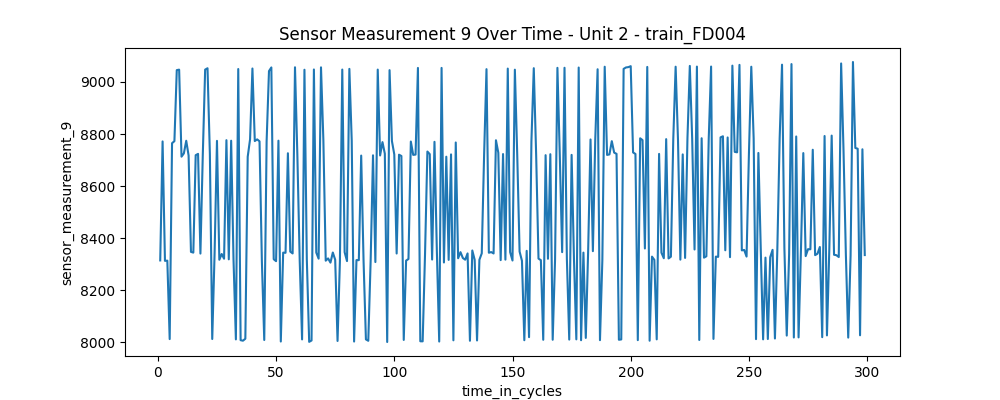 Sensor Measurement 9 Over Time - Unit 2 - train_FD004
sensor_measurement_9
9000
8800
8600
8400
8200
8000
0 50 100 150 200 250 300
time_in_cycles